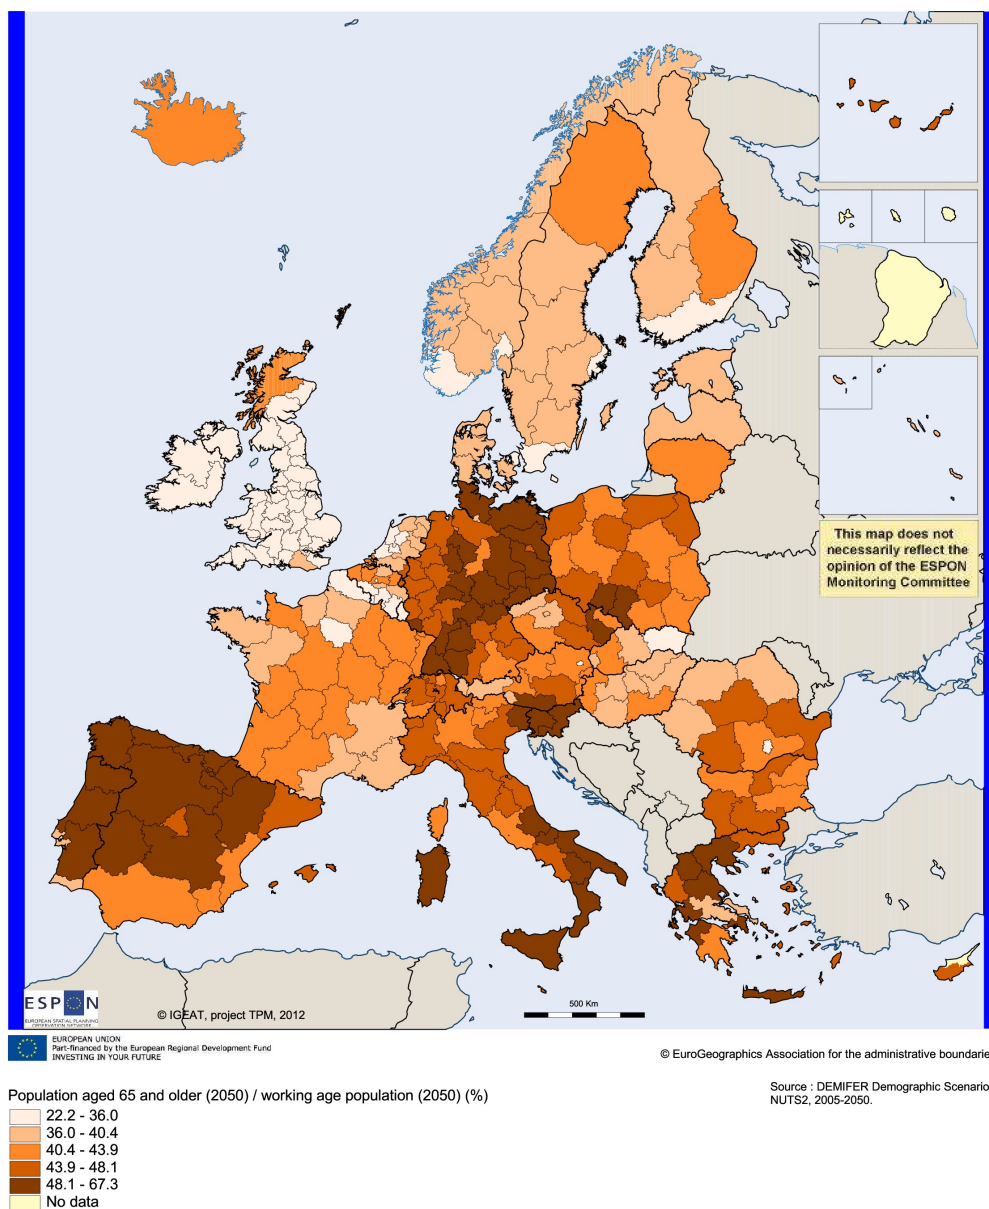 This map does not
necessarily reflect the
opinion of the ESPON
Monitoring Committee
ESPON
EUROPEAN SPATIAL PLANNING
OBSERVATION NETWORK
© IGEAT, project TPM, 2012
500 Km
EUROPEAN UNION
Part-financed by the European Regional Development Fund
INVESTING IN YOUR FUTURE
© EuroGeographics Association for the administrative boundarie
Population aged 65 and older (2050) / working age population (2050) (%)
22.2 - 36.0
36.0 - 40.4
40.4 - 43.9
43.9 - 48.1
48.1 - 67.3
No data
Source : DEMIFER Demographic Scenario
NUTS2, 2005-2050.